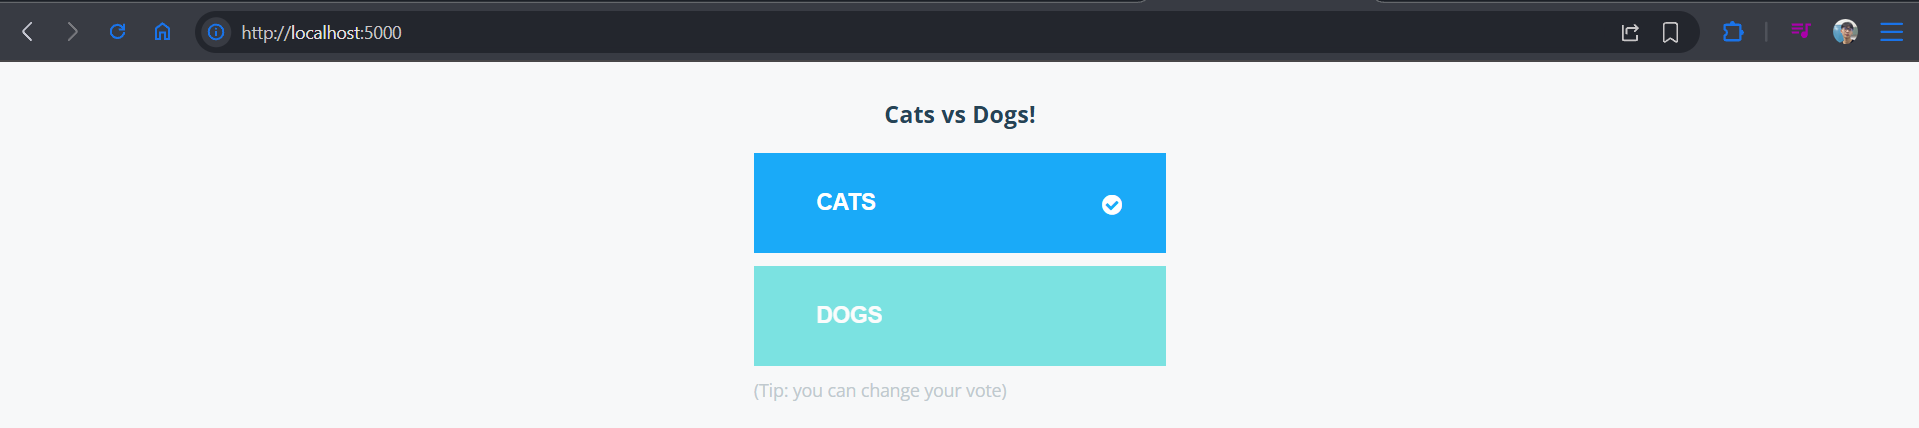 http://localhost:5000
Cats vs Dogs!
CATS
DOGS
(Tip: you can change your vote)